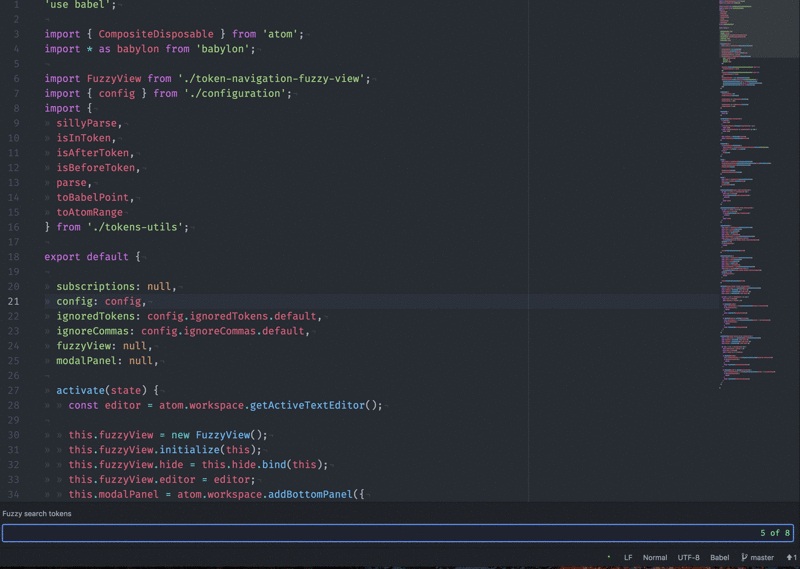 1 'use babel';
2
3 import { CompositeDisposable } from 'atom';
4 import * as babylon from 'babylon';
5
6 import FuzzyView from './token-navigation-fuzzy-view';
7 import { config } from './configuration';
8 import {
9 » sillyParse,
10 » isInToken,
11 » isAfterToken,
12 » isBeforeToken,
13 » parse,
14 » toBabelPoint,
15 » toAtomRange
16 } from './tokens-utils';
17
18 export default {
19
20 » subscriptions: null,
21 » config: config,
22 » ignoredTokens: config.ignoredTokens.default,
23 » ignoreCommas: config.ignoreCommas.default,
24 » fuzzyView: null,
25 » modalPanel: null,
26
27 » activate(state) {
28 » » const editor = atom.workspace.getActiveTextEditor();
29
30 » » this.fuzzyView = new FuzzyView();
31 » » this.fuzzyView.initialize(this);
32 » » this.fuzzyView.hide = this.hide.bind(this);
33 » » this.fuzzyView.editor = editor;
34 » » this.modalPanel = atom.workspace.addBottomPanel({
Fuzzy search tokens
5 of 8
LF Normal UTF-8 Babel master 1